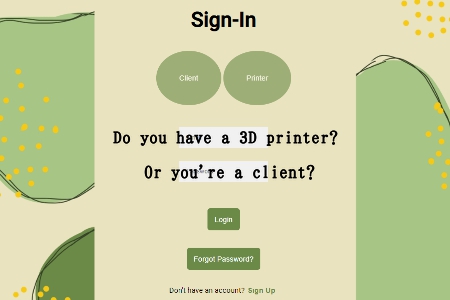 Sign-In
Client Printer
Do you have a 3D printer?
Or you're a client?
Login
Forgot Password?
Don't have an account? Sign Up